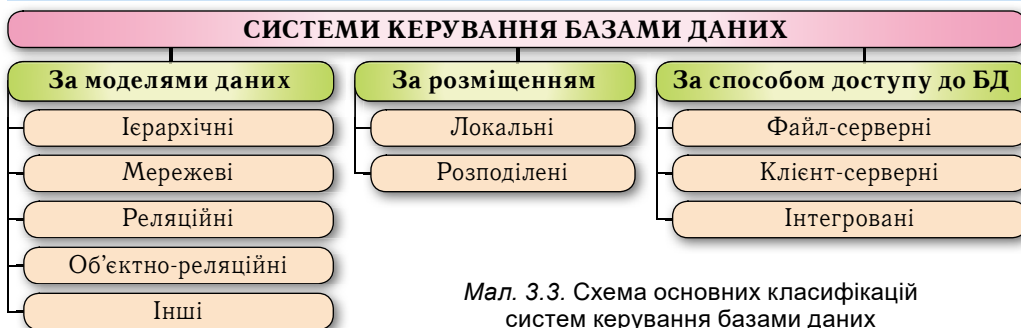 СИСТЕМИ КЕРУВАННЯ БАЗАМИ ДАНИХ
За моделями даних
Ієрархічні
Мережеві
Реляційні
Об’єктно-реляційні
Інші
За розміщенням
Локальні
Розподілені
За способом доступу до БД
Файл-серверні
Клієнт-серверні
Інтегровані
Мал. 3.3. Схема основних класифікацій
систем керування базами даних